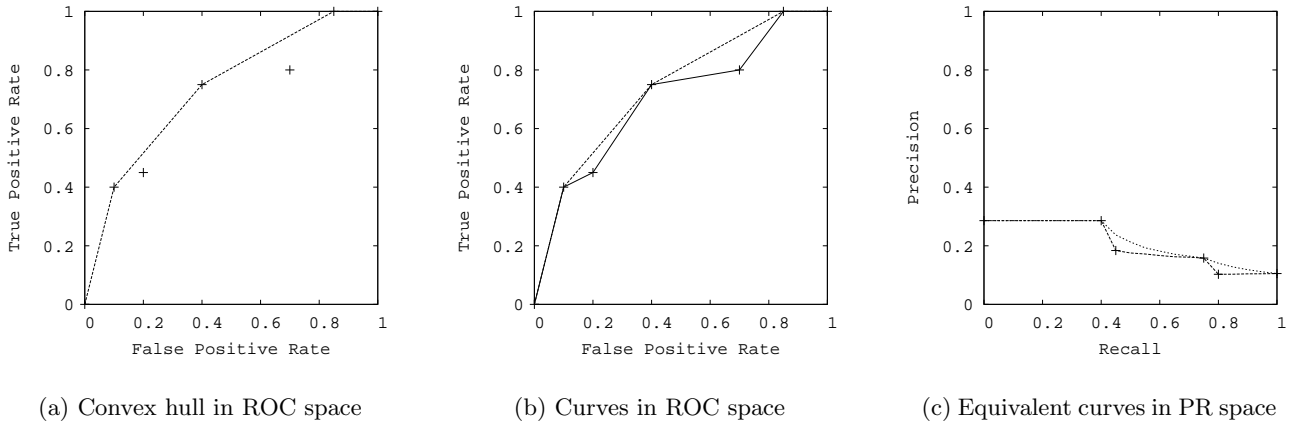 1
0.8
0.6
0.4
0.2
0
True Positive Rate
0 0.2 0.4 0.6 0.8 1
False Positive Rate
(a) Convex hull in ROC space
1
0.8
0.6
0.4
0.2
0
True Positive Rate
0 0.2 0.4 0.6 0.8 1
False Positive Rate
(b) Curves in ROC space
1
0.8
0.6
0.4
0.2
0
Precision
0 0.2 0.4 0.6 0.8 1
Recall
(c) Equivalent curves in PR space